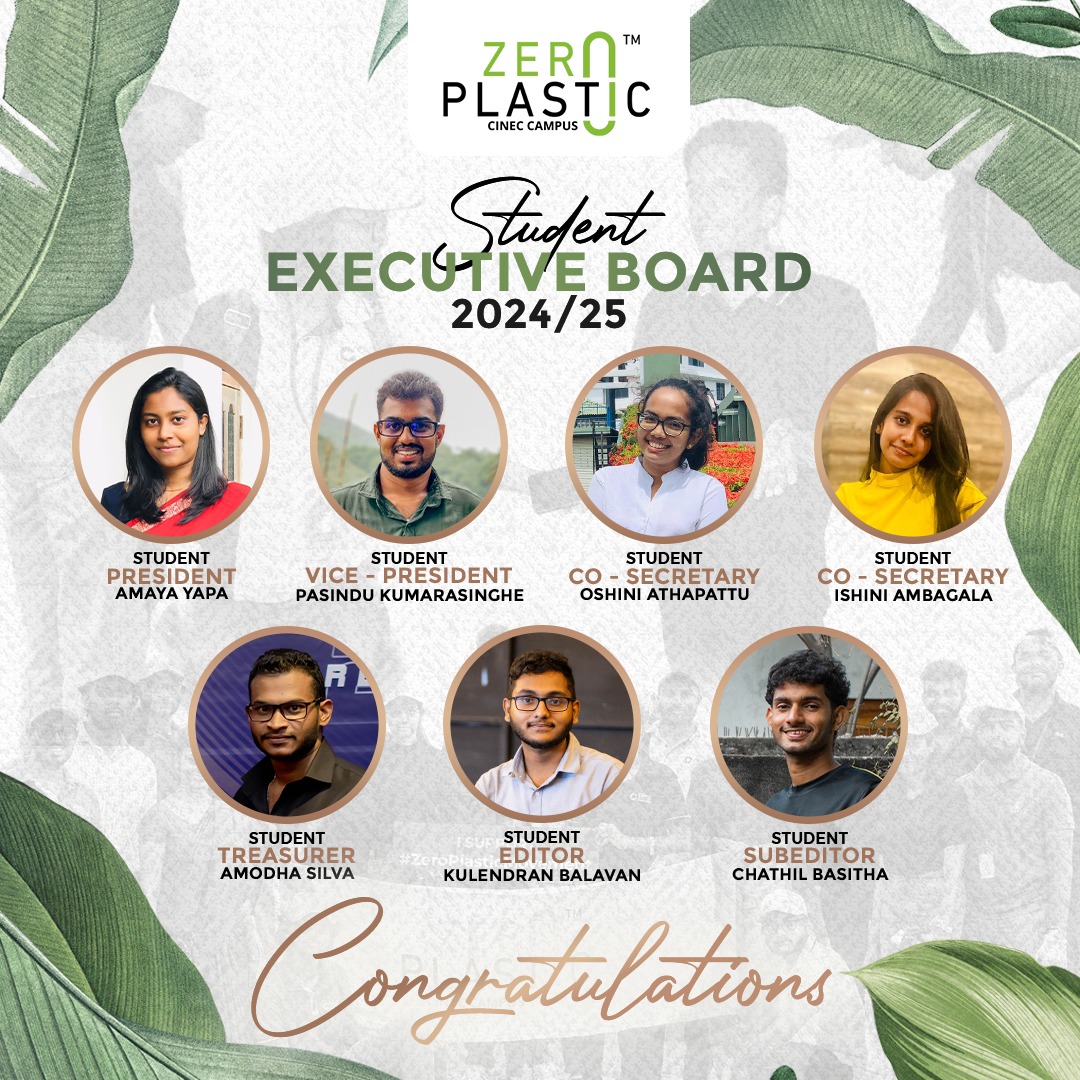 ZERO TM
PLASTIC
CINEC CAMPUS
Student
EXECUTIVE BOARD
2024/25
STUDENT
PRESIDENT
AMAYA YAPA
STUDENT
VICE - PRESIDENT
PASINDU KUMARASINGHE
STUDENT
CO - SECRETARY
OSHINI ATHAPATTU
STUDENT
CO - SECRETARY
ISHINI AMBAGALA
STUDENT
TREASURER
AMODHA SILVA
STUDENT
EDITOR
KULENDRAN BALAVAN
STUDENT
SUBEDITOR
CHATHIL BASITHA
Congratulations